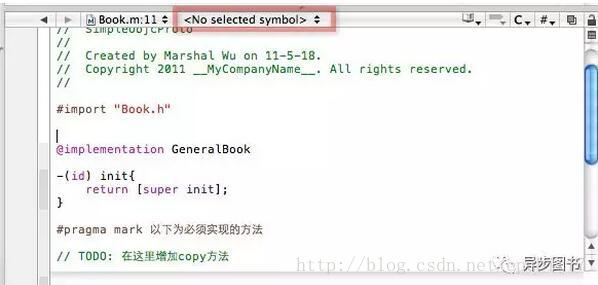 Book.m:11 <No selected symbol> C #
// SimpleObjcProto
//
// Created by Marshal Wu on 11-5-18.
// Copyright 2011 __MyCompanyName__. All rights reserved.
//
#import "Book.h"
@implementation GeneralBook
-(id) init{
return [super init];
}
#pragma mark 以下为必须实现的方法
// TODO: 在这里增加copy方法
http://blog.csdn.net/ 异步图书